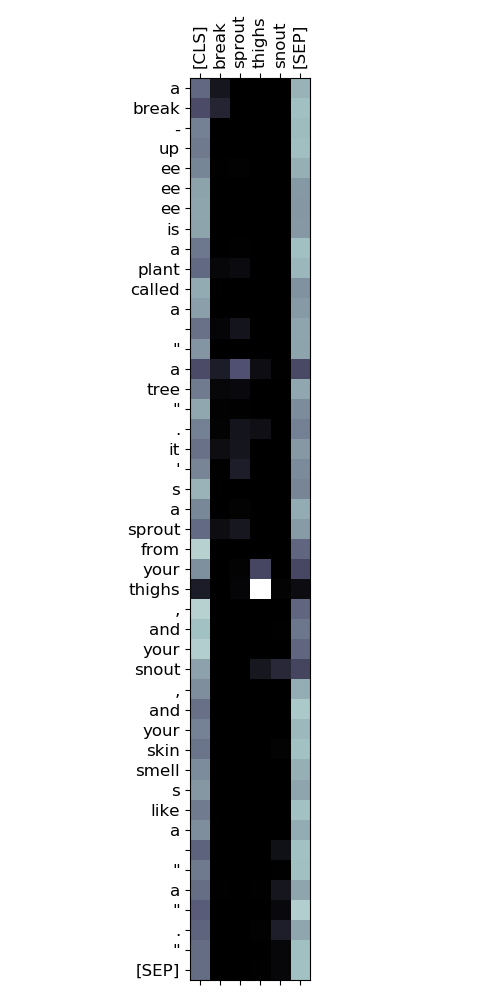 [CLS] break sprout thighs snout [SEP]
a
break
-
up
ee
ee
ee
is
a
plant
called
a
"
a
tree
"
.
it
'
s
a
sprout
from
your
thighs
,
and
your
snout
,
and
your
skin
smell
s
like
a
"
a
"
.
"
[SEP]